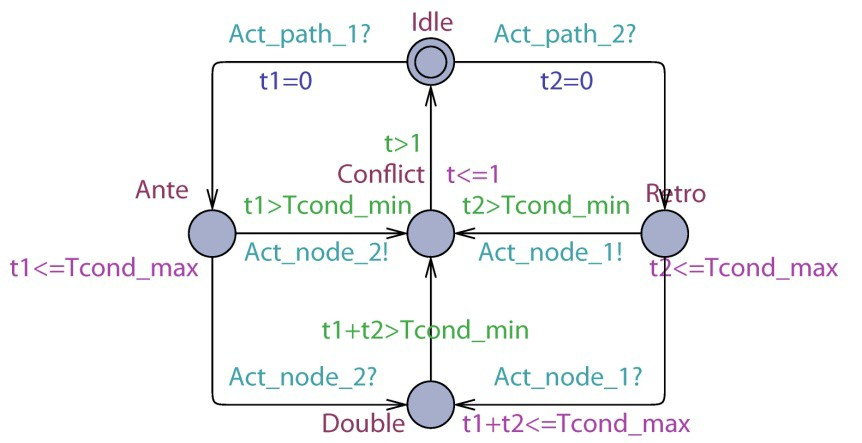 Idle
Act_path_1?
Act_path_2?
t1=0
t2=0
t>1
Conflict
t<=1
Ante
Retro
t1>Tcond_min
t2>Tcond_min
Act_node_2!
Act_node_1!
t1<=Tcond_max
t2<=Tcond_max
t1+t2>Tcond_min
Act_node_2?
Act_node_1?
Double
t1+t2<=Tcond_max